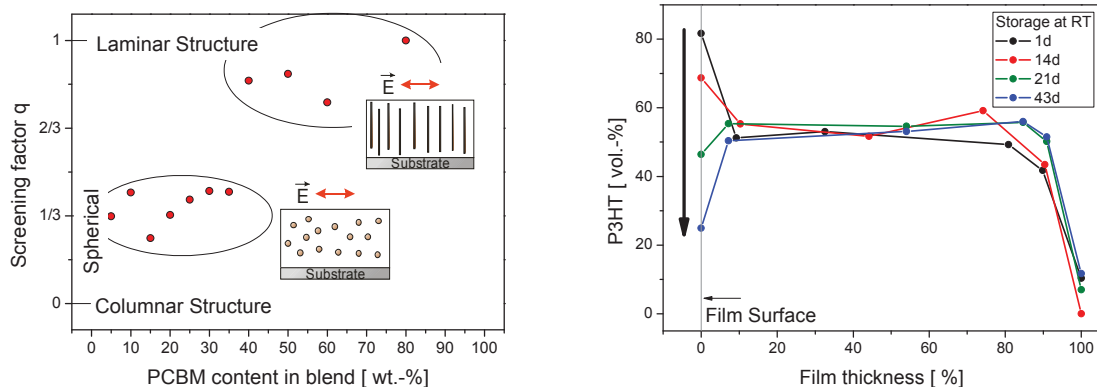 Screening factor q
1
2/3
1/3
0
Laminar Structure
Spherical
Columnar Structure
E
Substrate
E
Substrate
0 10 20 30 40 50 60 70 80 90 100
PCBM content in blend [ wt.-%]
P3HT [ vol.-%]
80
60
40
20
0
Storage at RT
1d
14d
21d
43d
Film Surface
0 20 40 60 80 100
Film thickness [ %]